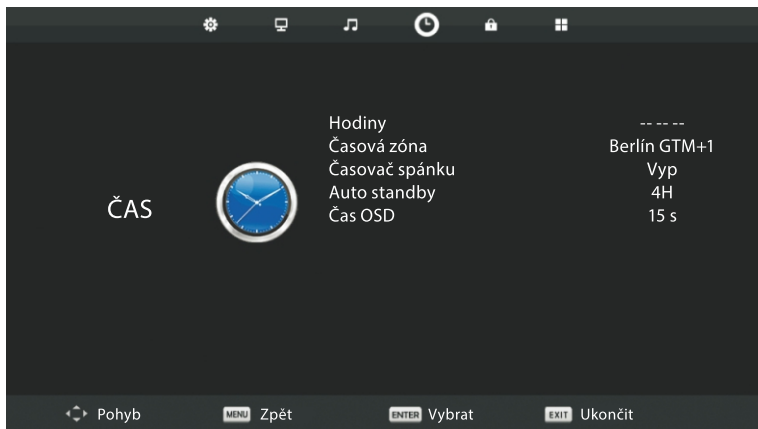 Hodiny -- -- --
Časová zóna Berlín GTM+1
Časovač spánku Vyp
Auto standby 4H
ČAS
Čas OSD 15 s
Pohyb MENU Zpět ENTER Vybrat EXIT Ukončit